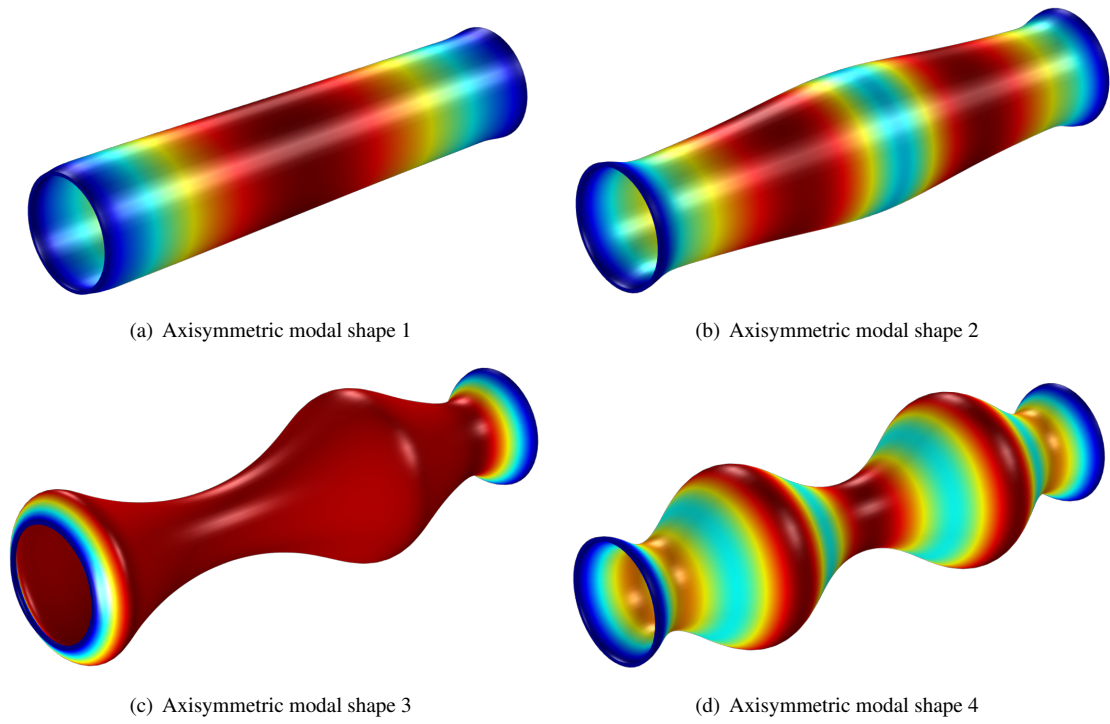 (a) Axisymmetric modal shape 1
(b) Axisymmetric modal shape 2
(c) Axisymmetric modal shape 3
(d) Axisymmetric modal shape 4